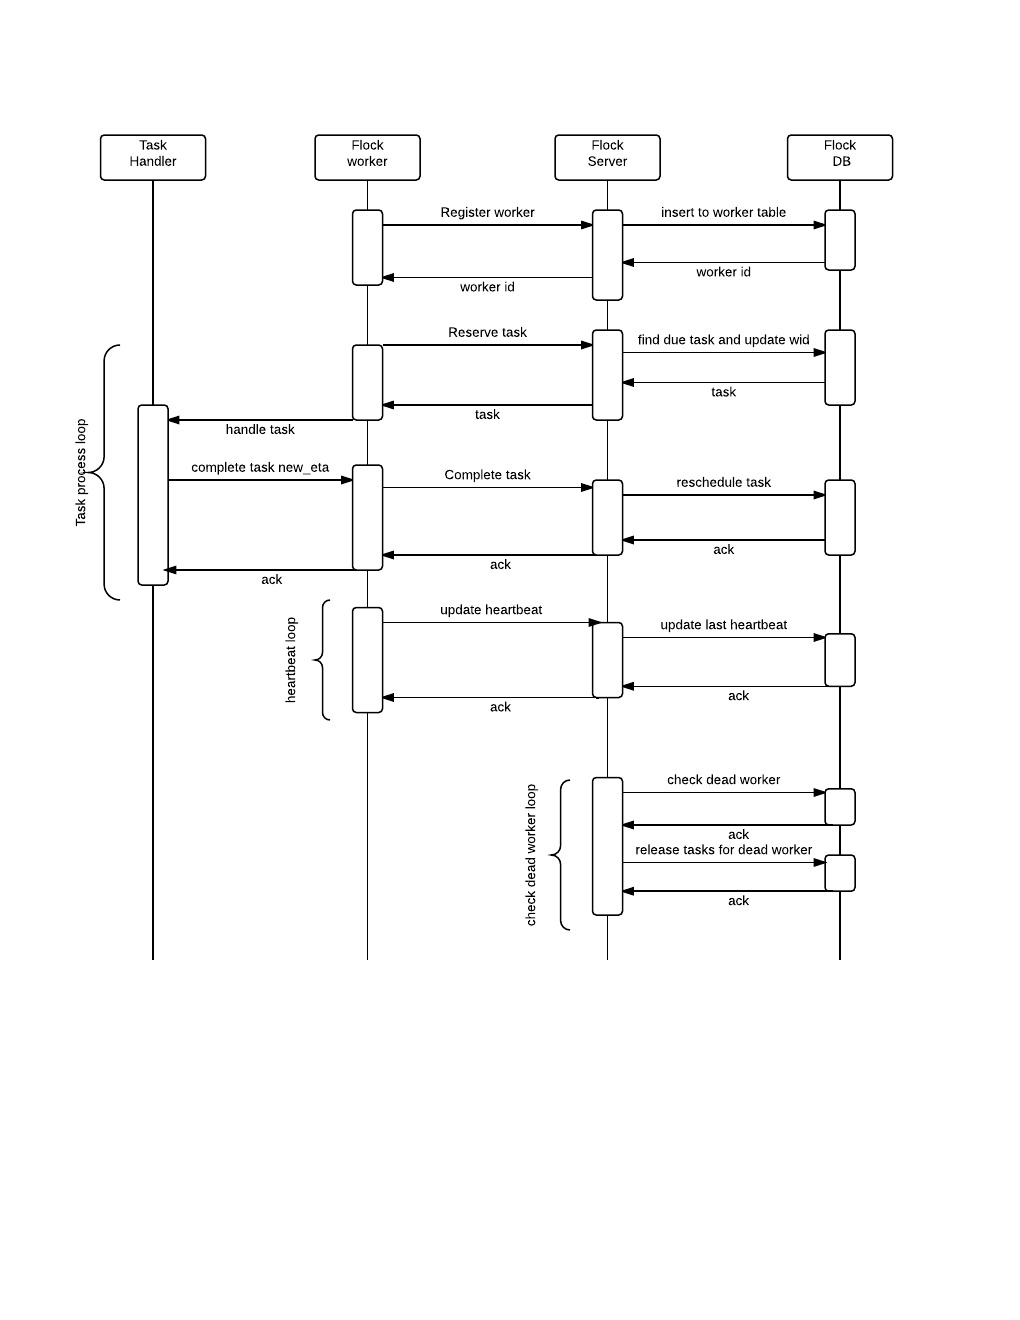 Task
Handler
Flock
worker
Flock
Server
Flock
DB
Register worker
insert to worker table
worker id
worker id
Reserve task
find due task and update wid
task
task
handle task
Task process loop
complete task new_eta
Complete task
reschedule task
ack
ack
ack
heartbeat loop
update heartbeat
update last heartbeat
ack
ack
check dead worker loop
check dead worker
ack
release tasks for dead worker
ack